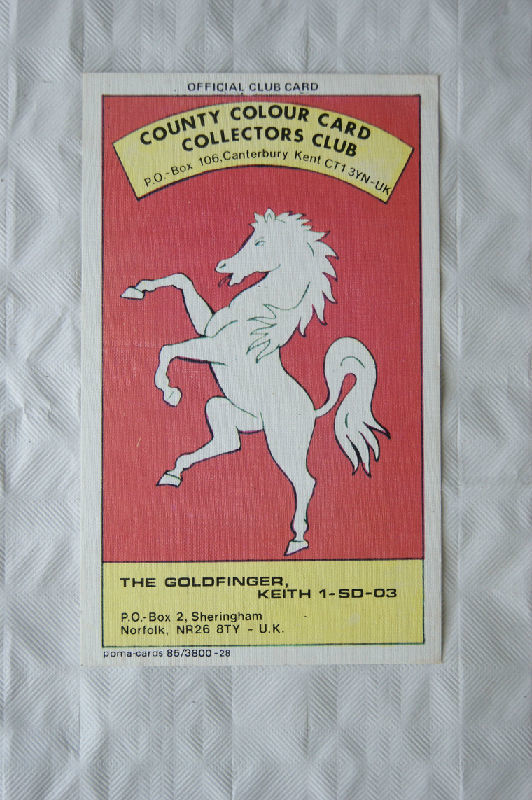 OFFICIAL CLUB CARD
COUNTY COLOUR CARD
COLLECTORS CLUB
P.O.-Box 106,Canterbury Kent CT1 3YN-UK
THE GOLDFINGER,
KEITH 1-SD-03
P.O.-Box 2, Sheringham
Norfolk, NR26 8TY - U.K.
poma-cards 85/3800-28